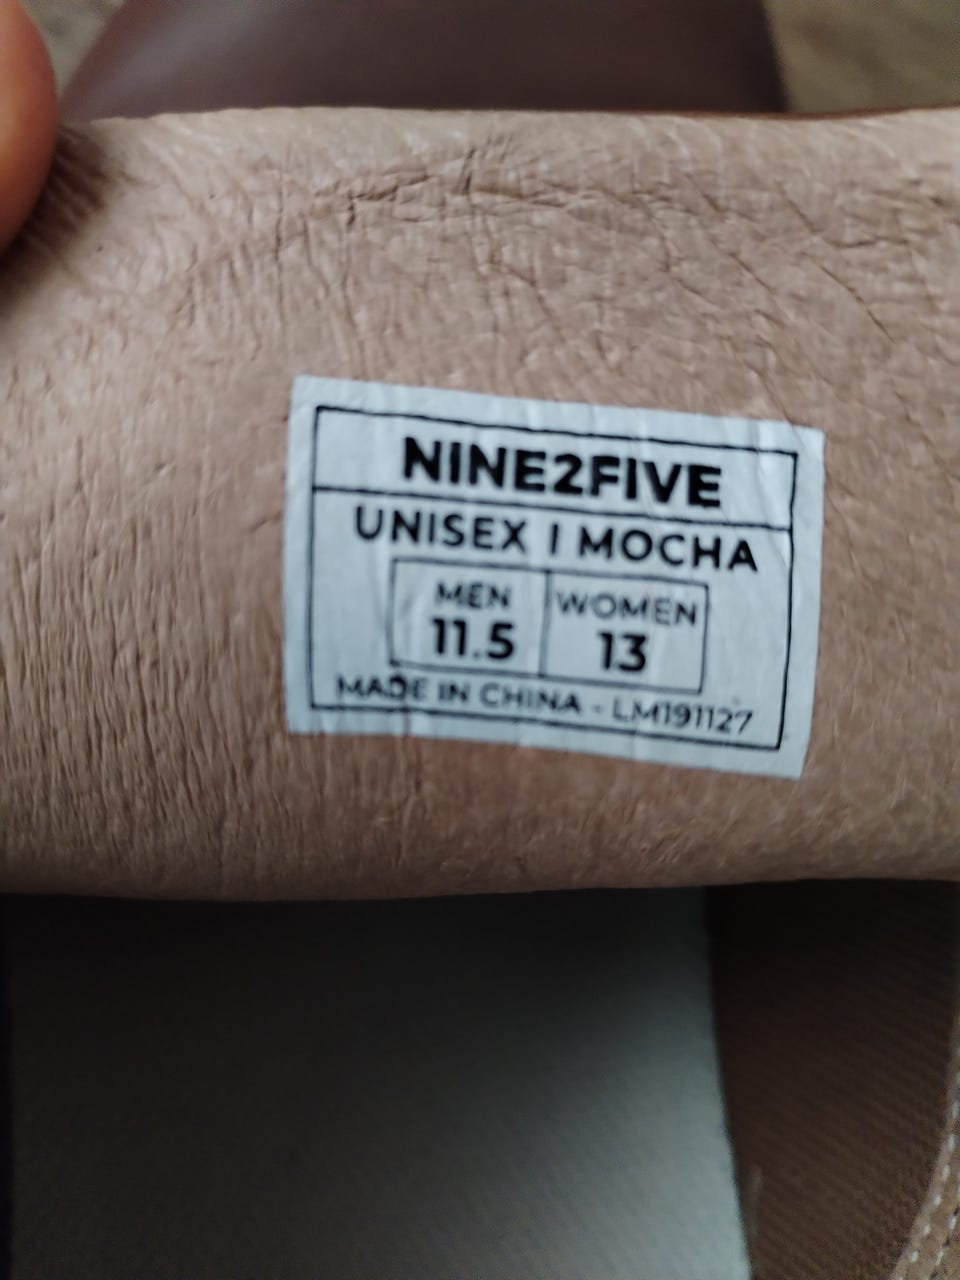 NINE2FIVE
UNISEX | MOCHA
MEN WOMEN
11.5 13
MADE IN CHINA - LM191127